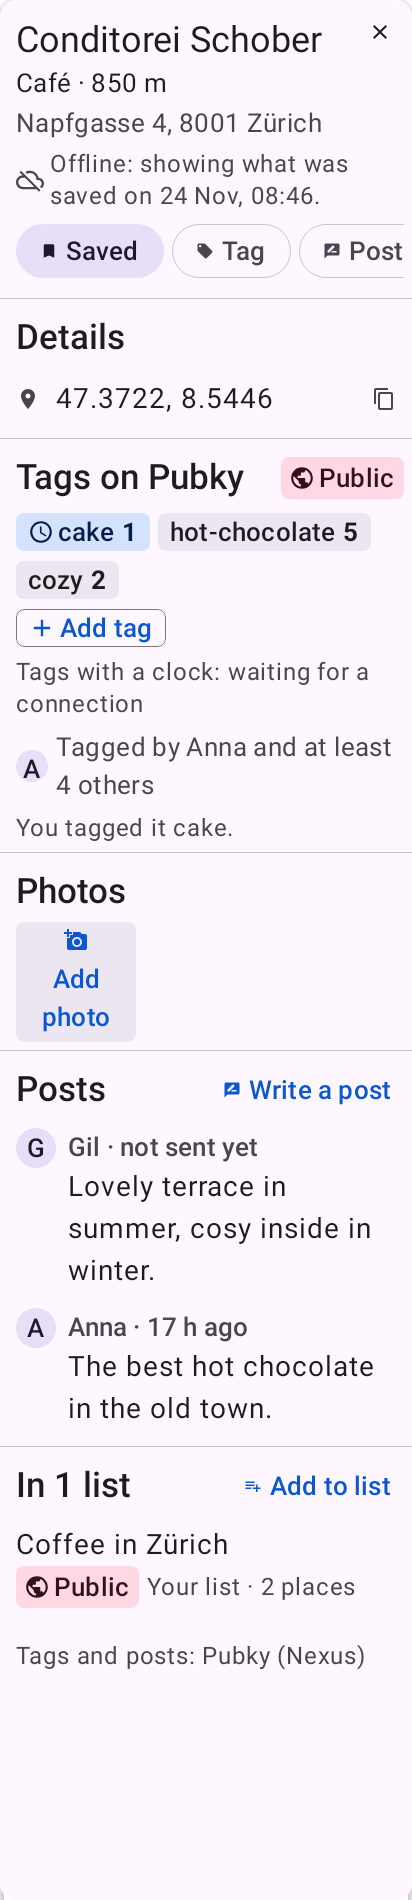 Conditorei Schober
Café · 850 m
Napfgasse 4, 8001 Zürich
Offline: showing what was
saved on 24 Nov, 08:46.
Saved
Tag
Post
Details
47.3722, 8.5446
Tags on Pubky
Public
cake 1
hot-chocolate 5
cozy 2
+ Add tag
Tags with a clock: waiting for a
connection
A
Tagged by Anna and at least
4 others
You tagged it cake.
Photos
Add
photo
Posts
Write a post
G
Gil · not sent yet
Lovely terrace in
summer, cosy inside in
winter.
A
Anna · 17 h ago
The best hot chocolate
in the old town.
In 1 list
Add to list
Coffee in Zürich
Public
Your list · 2 places
Tags and posts: Pubky (Nexus)